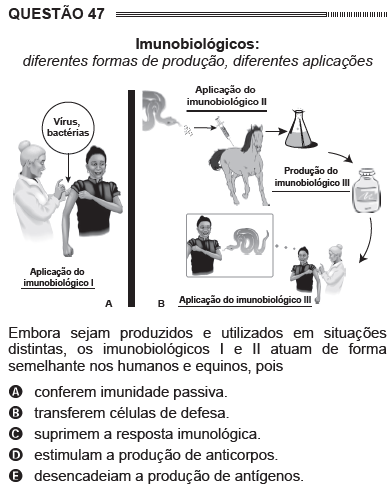 QUESTÃO 47
Imunobiológicos:
diferentes formas de produção, diferentes aplicações
Vírus,
bactérias
Aplicação do
imunobiológico I
A
Aplicação do
imunobiológico II
Produção do
imunobiológico III
B
Aplicação do imunobiológico III
Embora sejam produzidos e utilizados em situações
distintas, os imunobiológicos I e II atuam de forma
semelhante nos humanos e equinos, pois
A conferem imunidade passiva.
B transferem células de defesa.
C suprimem a resposta imunológica.
D estimulam a produção de anticorpos.
E desencadeiam a produção de antígenos.